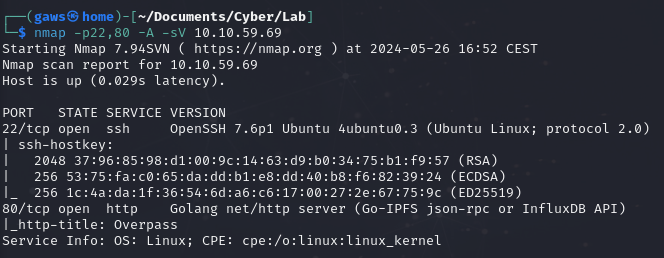 ┌──(gaws㉿home)-[~/Documents/Cyber/Lab]
└─$ nmap -p22,80 -A -sV 10.10.59.69
Starting Nmap 7.94SVN ( https://nmap.org ) at 2024-05-26 16:52 CEST
Nmap scan report for 10.10.59.69
Host is up (0.029s latency).
PORT   STATE SERVICE VERSION
22/tcp open  ssh     OpenSSH 7.6p1 Ubuntu 4ubuntu0.3 (Ubuntu Linux; protocol 2.0)
| ssh-hostkey:
|   2048 37:96:85:98:d1:00:9c:14:63:d9:b0:34:75:b1:f9:57 (RSA)
|   256 53:75:fa:c0:65:da:dd:b1:e8:dd:40:b8:f6:82:39:24 (ECDSA)
|_  256 1c:4a:da:1f:36:54:6d:a6:c6:17:00:27:2e:67:75:9c (ED25519)
80/tcp open  http    Golang net/http server (Go-IPFS json-rpc or InfluxDB API)
|_http-title: Overpass
Service Info: OS: Linux; CPE: cpe:/o:linux:linux_kernel